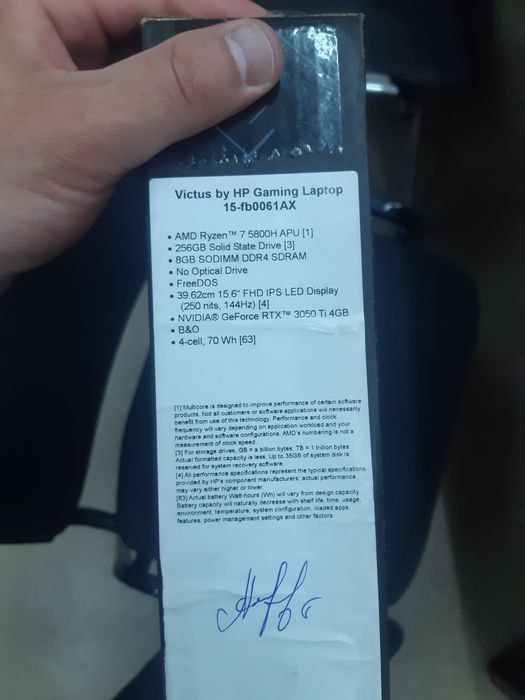 Victus by HP Gaming Laptop
15-fb0061AX
• AMD Ryzen™ 7 5800H APU [1]
• 256GB Solid State Drive [3]
• 8GB SODIMM DDR4 SDRAM
• No Optical Drive
• FreeDOS
• 39.62cm 15.6" FHD IPS LED Display
(250 nits, 144Hz) [4]
• NVIDIA® GeForce RTX™ 3050 Ti 4GB
• B&O
• 4-cell, 70 Wh [63]
[1] Multicore is designed to improve performance of certain software
products. Not all customers or software applications will necessarily
benefit from use of this technology. Performance and clock
frequency will vary depending on application workload and your
hardware and software configurations. AMD's numbering is not a
measurement of clock speed.
[3] For storage drives, GB = a billion bytes. TB = 1 trillion bytes.
Actual formatted capacity is less. Up to 35GB of system disk is
reserved for system recovery software.
[4] All performance specifications represent the typical specifications
provided by HP's component manufacturers; actual performance
may vary either higher or lower.
[63] Actual battery Watt-hours (Wh) will vary from design capacity.
Battery capacity will naturally decrease with shelf life, time, usage,
environment, temperature, system configuration, loaded apps,
features, power management settings and other factors.